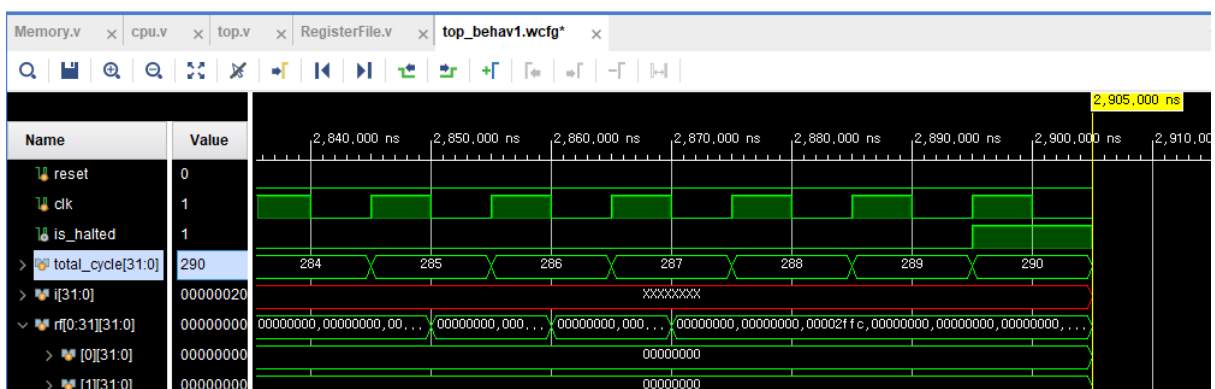 Memory.v × cpu.v × top.v × RegisterFile.v × top_behav1.wcfg* ×
2,905,000 ns
Name Value 2,840,000 ns 2,850,000 ns 2,860,000 ns 2,870,000 ns 2,880,000 ns 2,890,000 ns 2,900,000 ns 2,910,00
reset 0
clk 1
is_halted 1
total_cycle[31:0] 290 284 285 286 287 288 289 290
i[31:0] 00000020 XXXXXXXX
rf[0:31][31:0] 00000000 00000000,00000000,00... 00000000,000... 00000000,000... 00000000,00000000,00002ffc,00000000,00000000,00000000,...
[0][31:0] 00000000 00000000
[1][31:0] 00000000 00000000